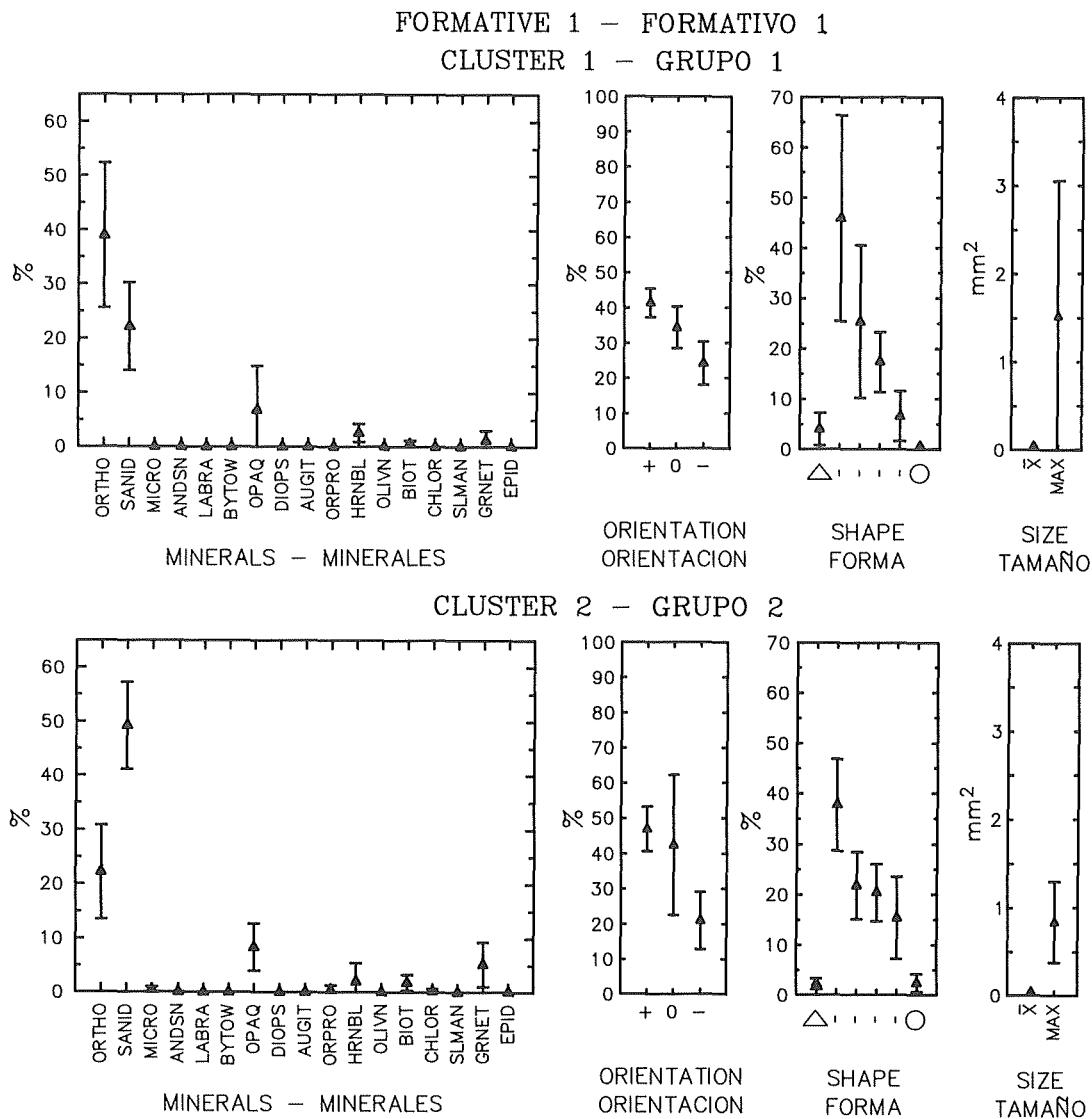 FORMATIVE 1 – FORMATIVO 1
CLUSTER 1 – GRUPO 1
60
50
40
30
20
10
0
%
ORTHO
SANID
MICRO
ANDSN
LABRA
BYTOW
OPAQ
DIOPS
AUGIT
ORPRO
HRNBL
OLIVN
BIOT
CHLOR
SLMAN
GRNET
EPID
MINERALS – MINERALES
100
90
80
70
60
50
40
30
20
10
0
%
+ 0 –
ORIENTATION
ORIENTACION
70
60
50
40
30
20
10
0
%
SHAPE
FORMA
4
3
2
1
0
mm²
X̄
MAX
SIZE
TAMAÑO
CLUSTER 2 – GRUPO 2
60
50
40
30
20
10
0
%
ORTHO
SANID
MICRO
ANDSN
LABRA
BYTOW
OPAQ
DIOPS
AUGIT
ORPRO
HRNBL
OLIVN
BIOT
CHLOR
SLMAN
GRNET
EPID
MINERALS – MINERALES
100
90
80
70
60
50
40
30
20
10
0
%
+ 0 –
ORIENTATION
ORIENTACION
70
60
50
40
30
20
10
0
%
SHAPE
FORMA
4
3
2
1
0
mm²
X̄
MAX
SIZE
TAMAÑO